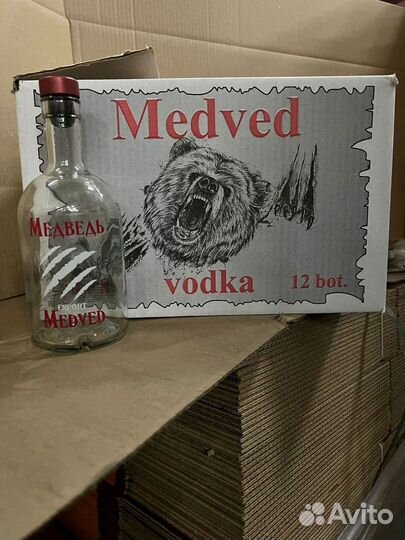 Medved
vodka
12 bot.
Медведь
EXPORT
Medved
Avito